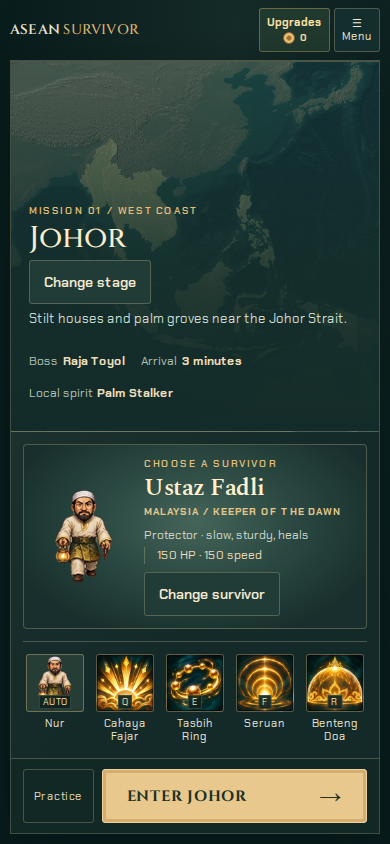 ASEAN SURVIVOR
Upgrades
0
☰
Menu
MISSION 01 / WEST COAST
JOHOR
Change stage
Stilt houses and palm groves near the Johor Strait.
Boss Raja Toyol Arrival 3 minutes
Local spirit Palm Stalker
CHOOSE A SURVIVOR
Ustaz Fadli
MALAYSIA / KEEPER OF THE DAWN
Protector · slow, sturdy, heals
150 HP · 150 speed
Change survivor
AUTO
Q
E
F
R
Nur
Cahaya
Fajar
Tasbih
Ring
Seruan
Benteng
Doa
Practice
ENTER JOHOR →